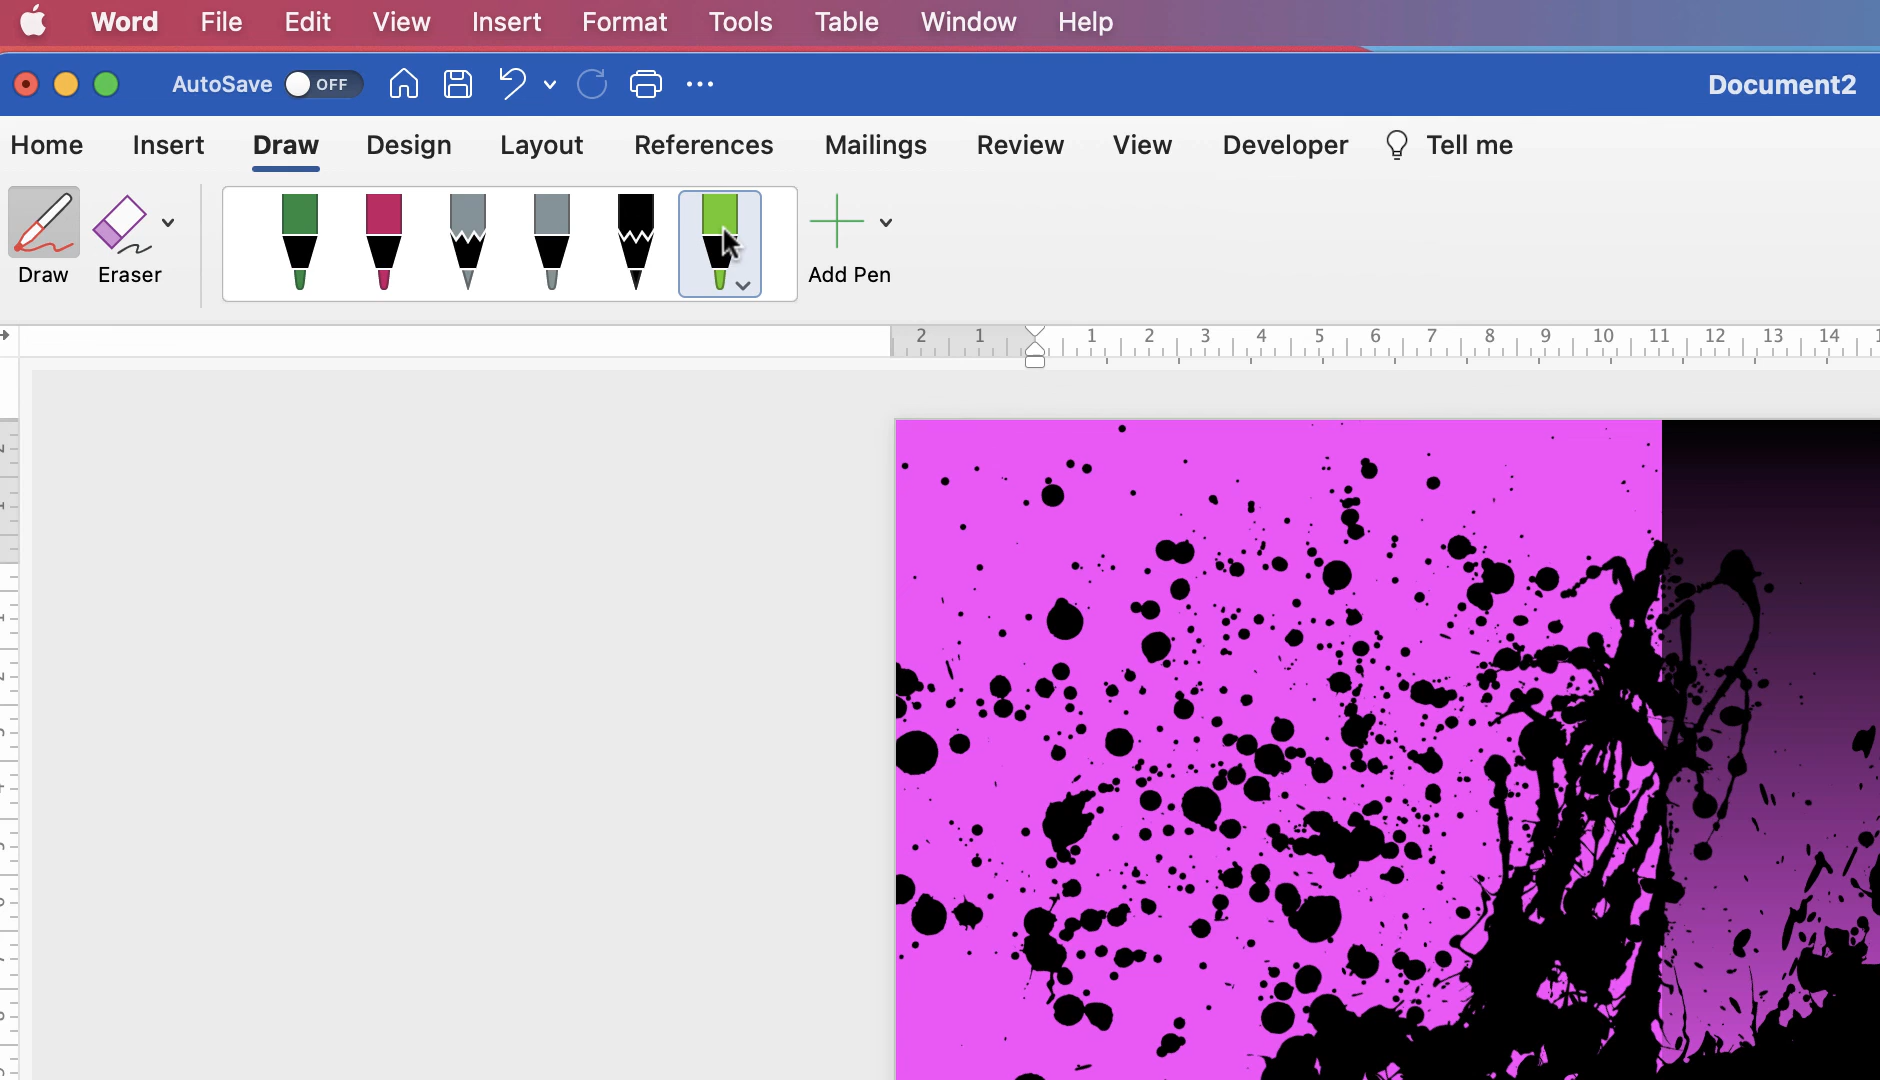 Word File Edit View Insert Format Tools Table Window Help
AutoSave OFF Document2
Home Insert Draw Design Layout References Mailings Review View Developer Tell me
Draw Eraser Add Pen
2 1 1 2 3 4 5 6 7 8 9 10 11 12 13 14